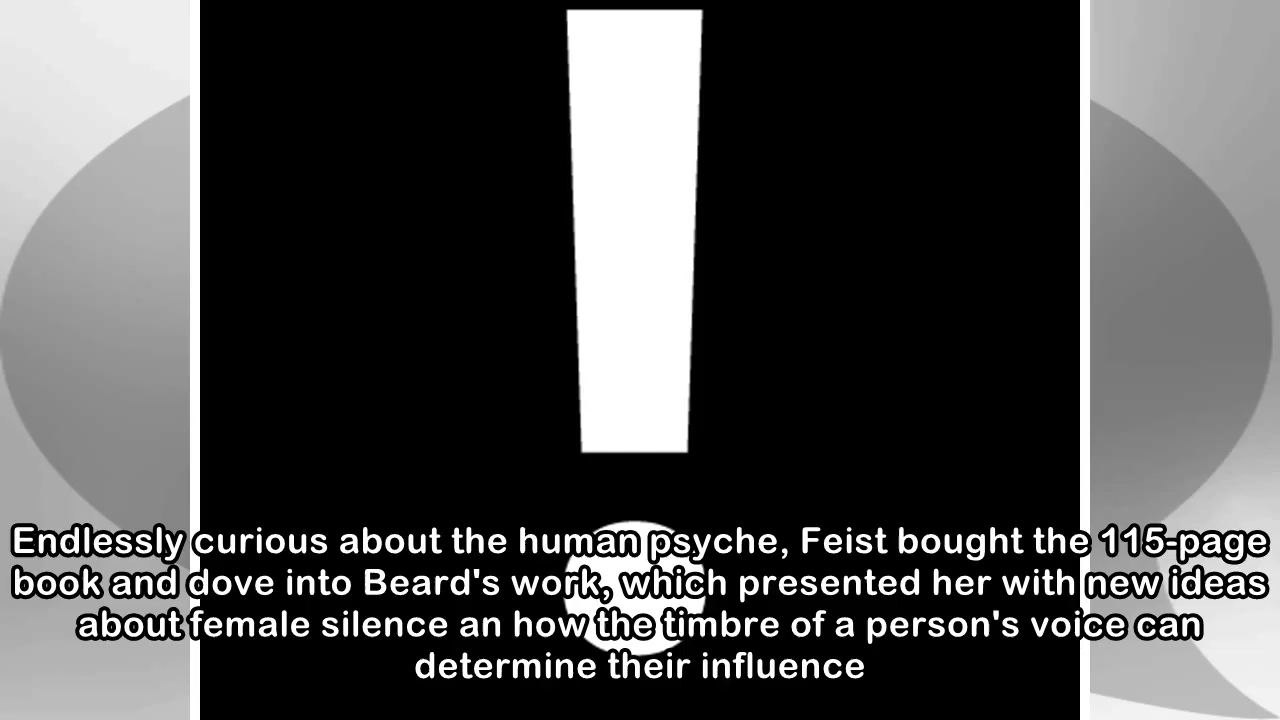 Endlessly curious about the human psyche, Feist bought the 115-page
book and dove into Beard's work, which presented her with new ideas
about female silence an how the timbre of a person's voice can
determine their influence